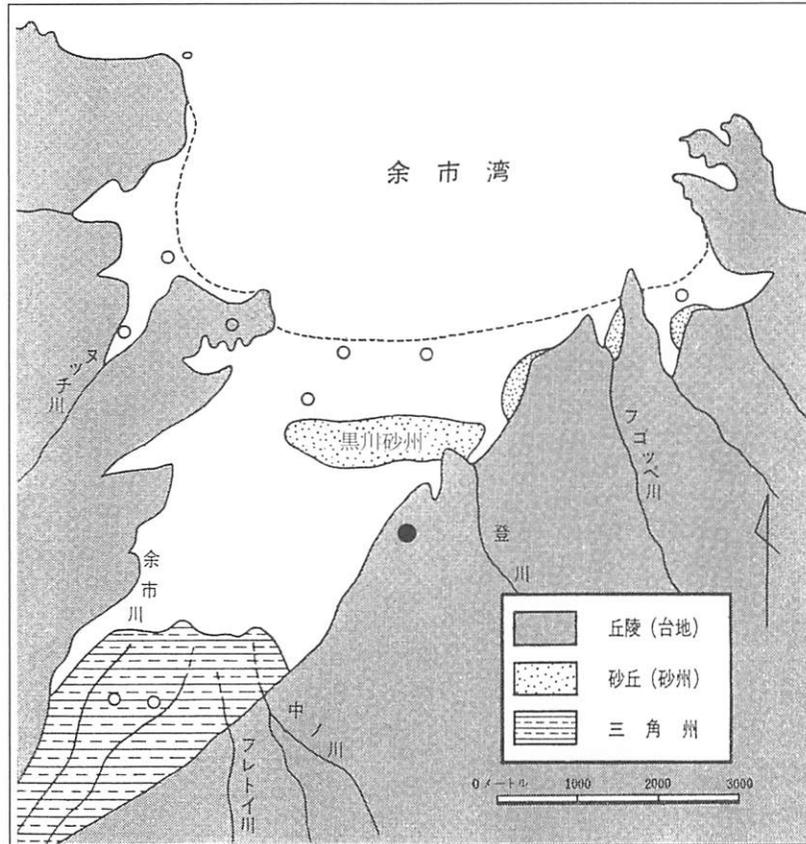 余市湾
ヌッチ川
黒川砂州
フゴッペ川
登川
余市川
中ノ川
フレトイ川
丘陵（台地）
砂丘（砂州）
三角州
0メートル 1000 2000 3000